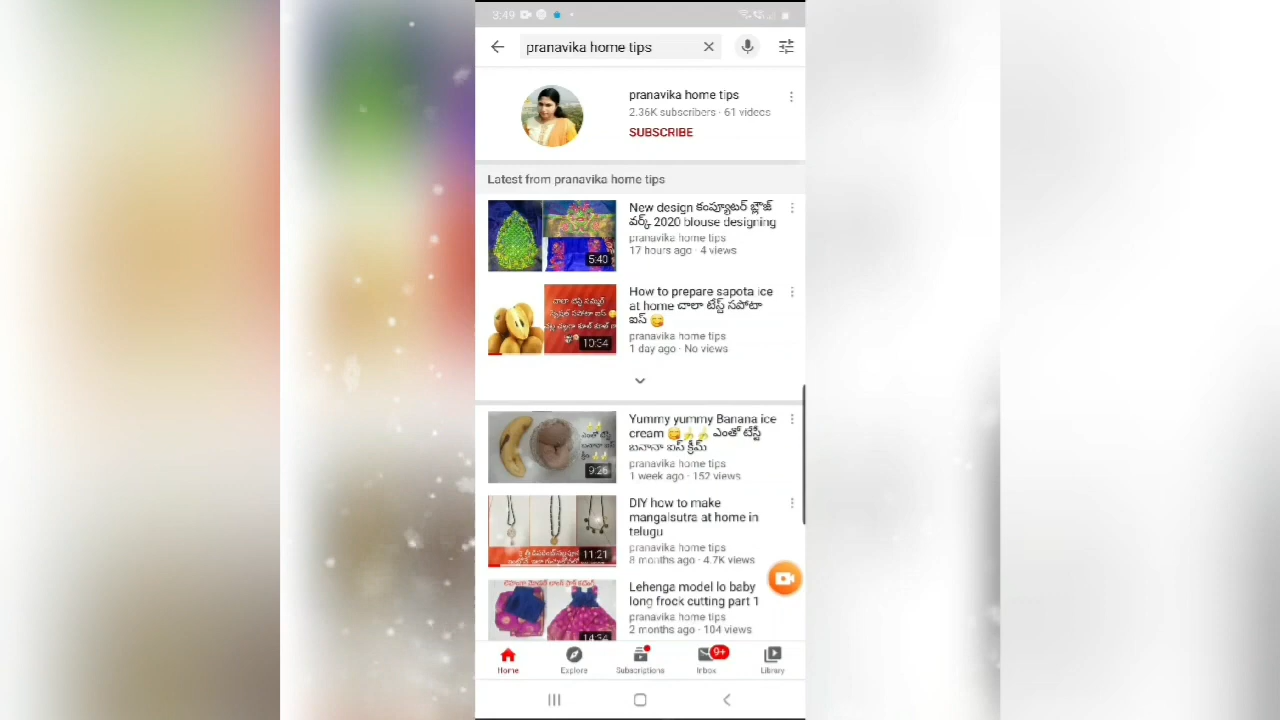 3:49
pranavika home tips
pranavika home tips
2.36K subscribers · 61 videos
SUBSCRIBE
Latest from pranavika home tips
New design కంప్యూటర్ బ్లౌజ్
వర్క్ 2020 blouse designing
pranavika home tips
17 hours ago · 4 views
5:40
How to prepare sapota ice
at home చాలా టేస్ట్ సపోటా
ఐస్ 😋
pranavika home tips
1 day ago · No views
10:34
Yummy yummy Banana ice
cream 😋🍌🍌 ఎంతో టేస్టీ
బనానా ఐస్ క్రీమ్
pranavika home tips
1 week ago · 152 views
9:26
DIY how to make
mangalsutra at home in
telugu
pranavika home tips
8 months ago · 4.7K views
11:21
Lehenga model lo baby
long frock cutting part 1
pranavika home tips
2 months ago · 104 views
14:34
9+
Home
Explore
Subscriptions
Inbox
Library